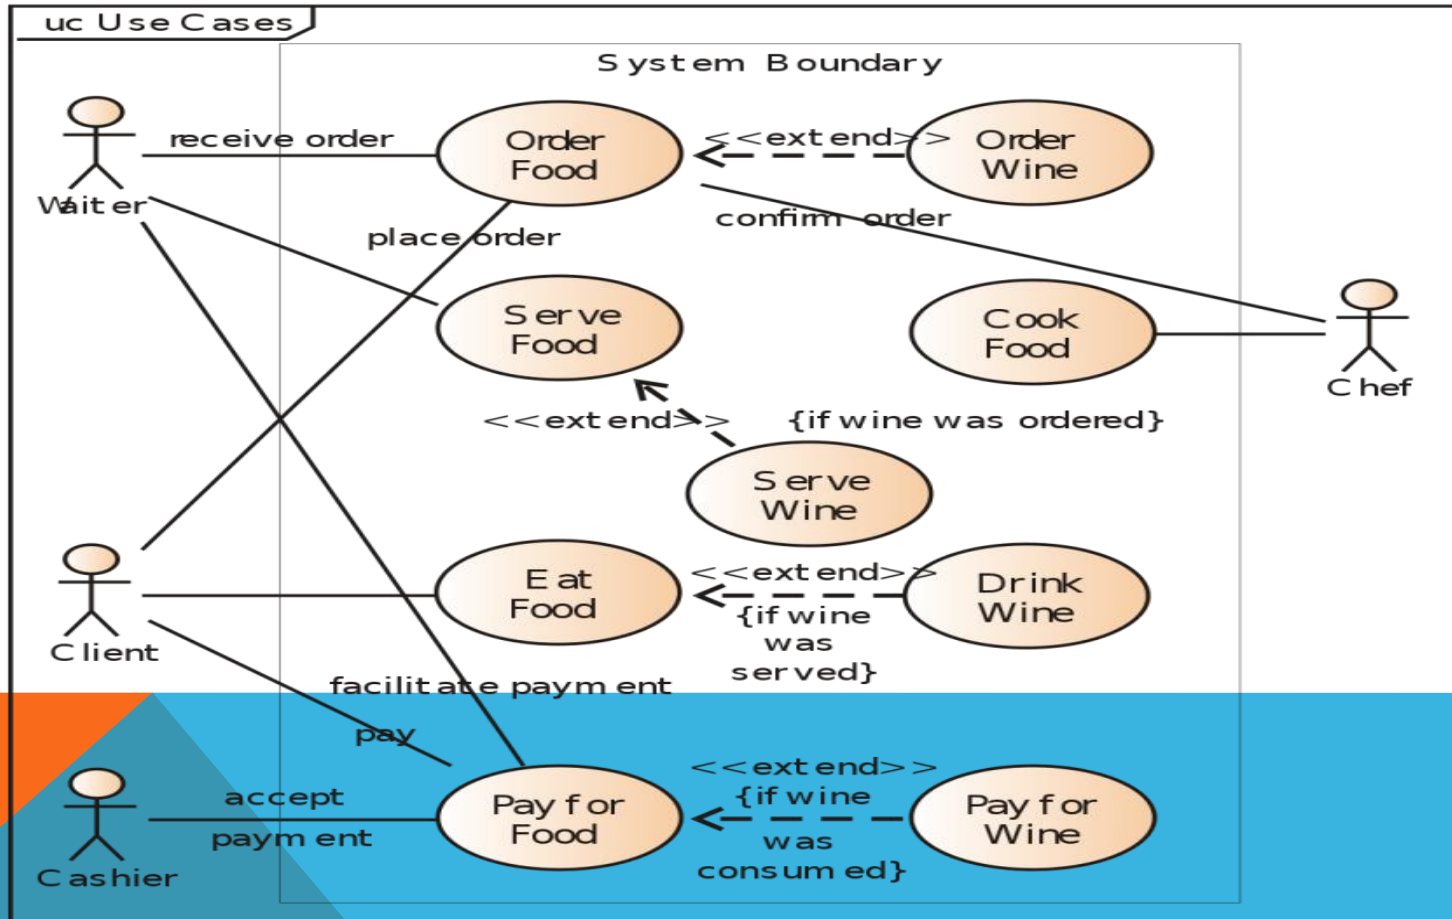 uc Use Cases
System Boundary
receive order
Order
Food
<<extend>>
Order
Wine
Waiter
place order
confirm order
Serve
Food
Cook
Food
Chef
<<extend>>
{if wine was ordered}
Serve
Wine
Client
Eat
Food
<<extend>>
{if wine
was
served}
Drink
Wine
facilitate payment
pay
Cashier
accept
payment
Pay for
Food
<<extend>>
{if wine
was
consumed}
Pay for
Wine